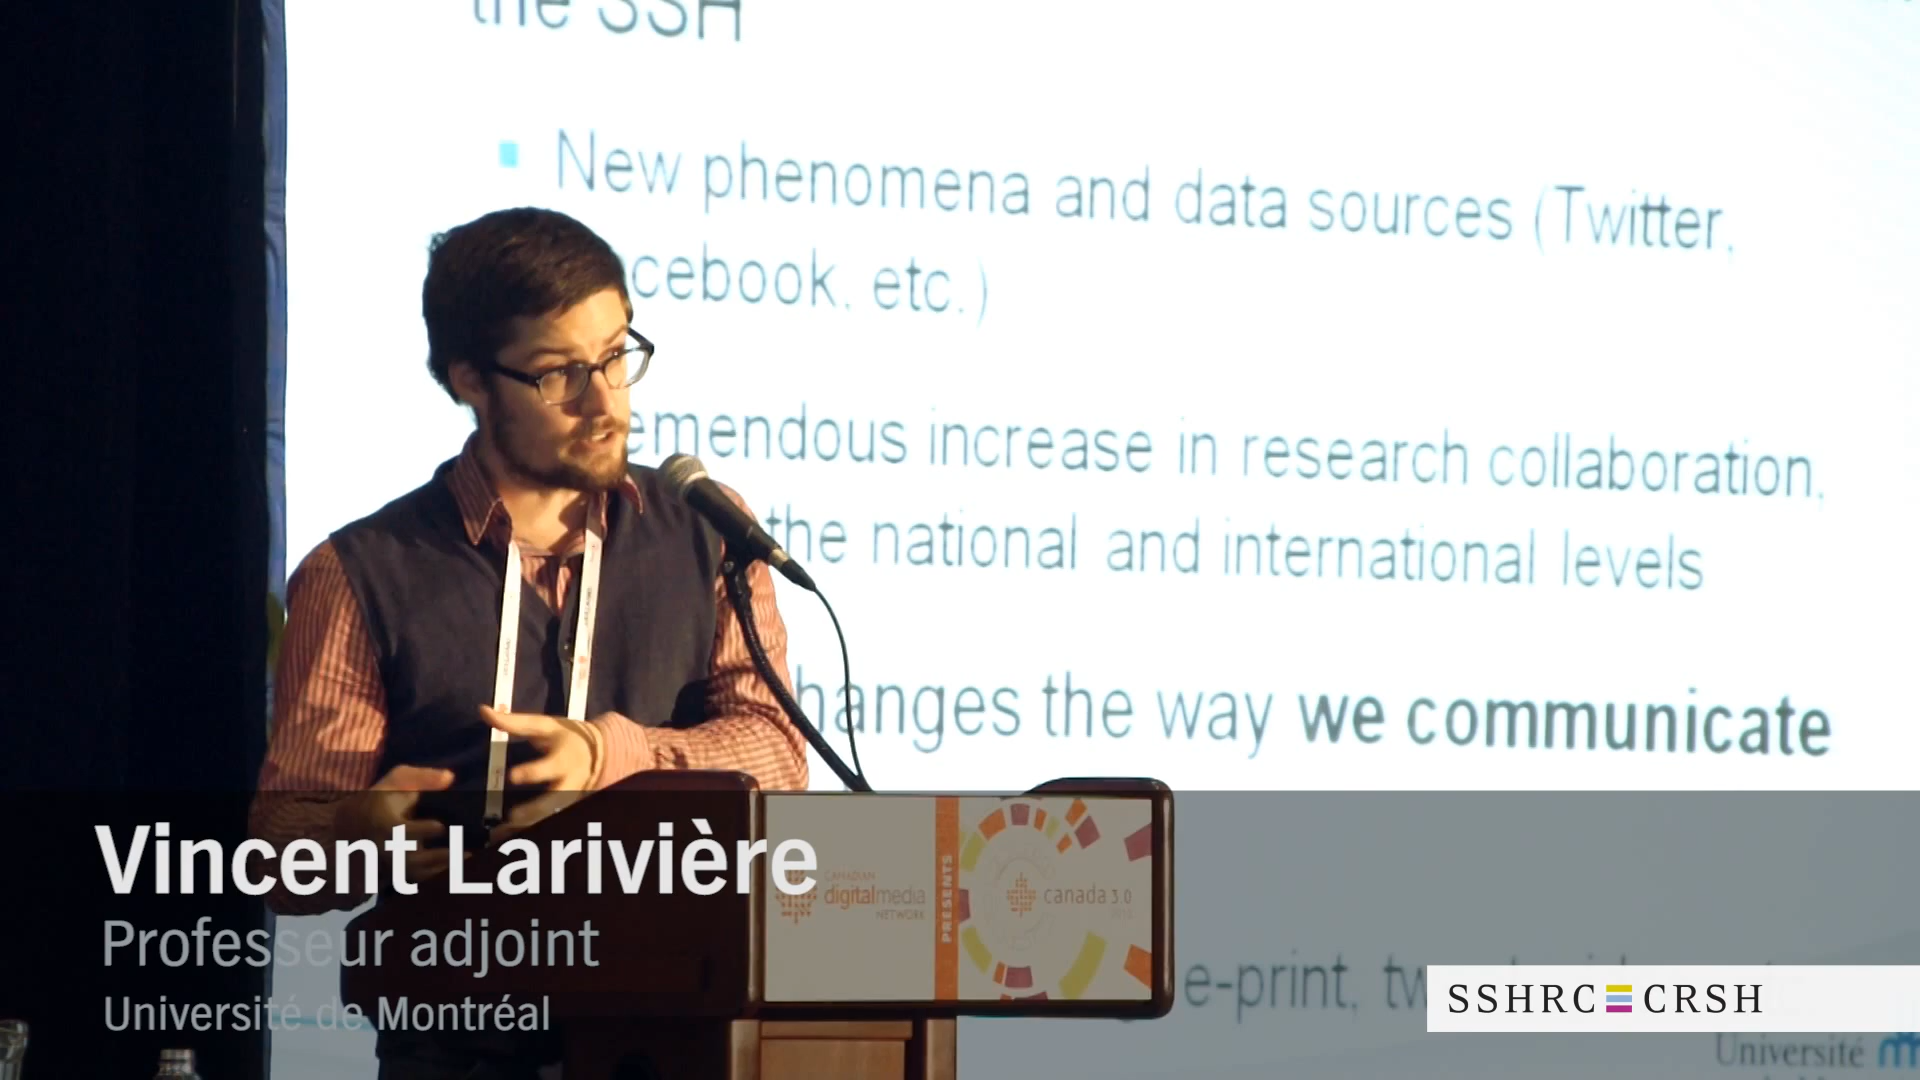 the SSH
New phenomena and data sources (Twitter,
cebook, etc.)
emendous increase in research collaboration,
the national and international levels
hanges the way we communicate
e-print, tw
Vincent Larivière
Professeur adjoint
Université de Montréal
CANADIAN
digitalmedia
NETWORK
PRESENTS
canada 3.0
SSHRC CRSH
Université